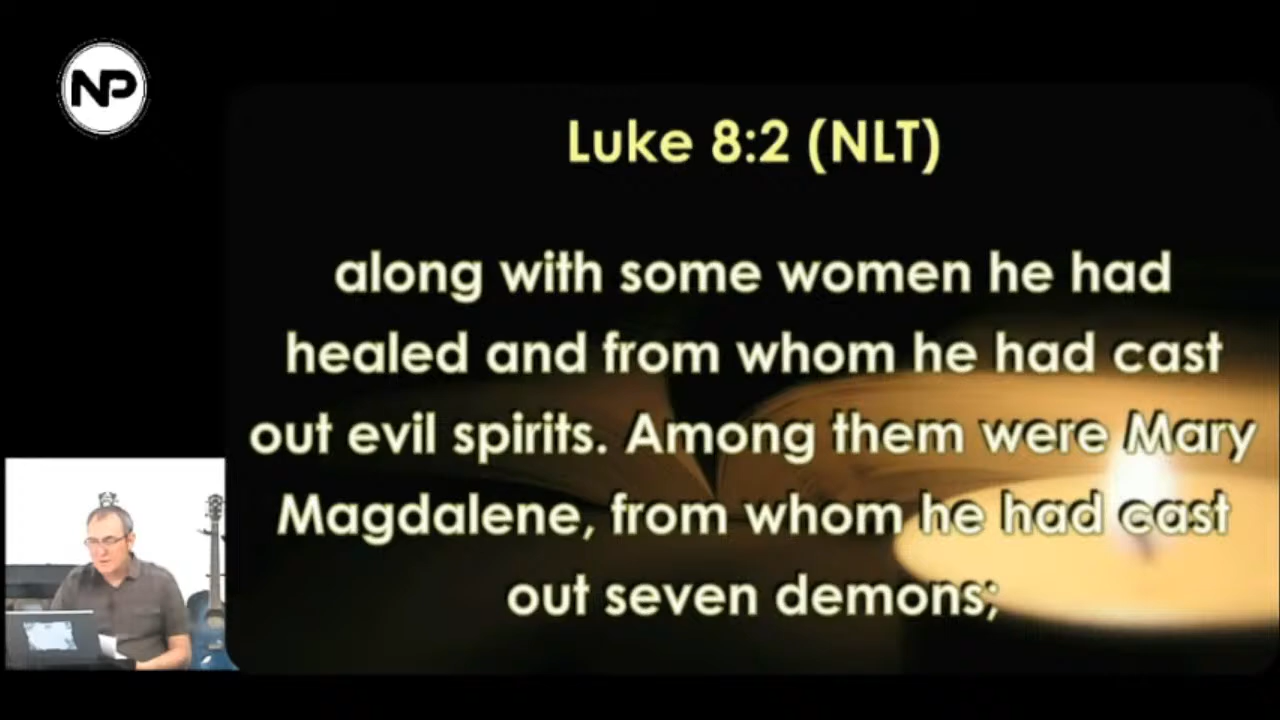 NP
Luke 8:2 (NLT)
along with some women he had
healed and from whom he had cast
out evil spirits. Among them were Mary
Magdalene, from whom he had cast
out seven demons;